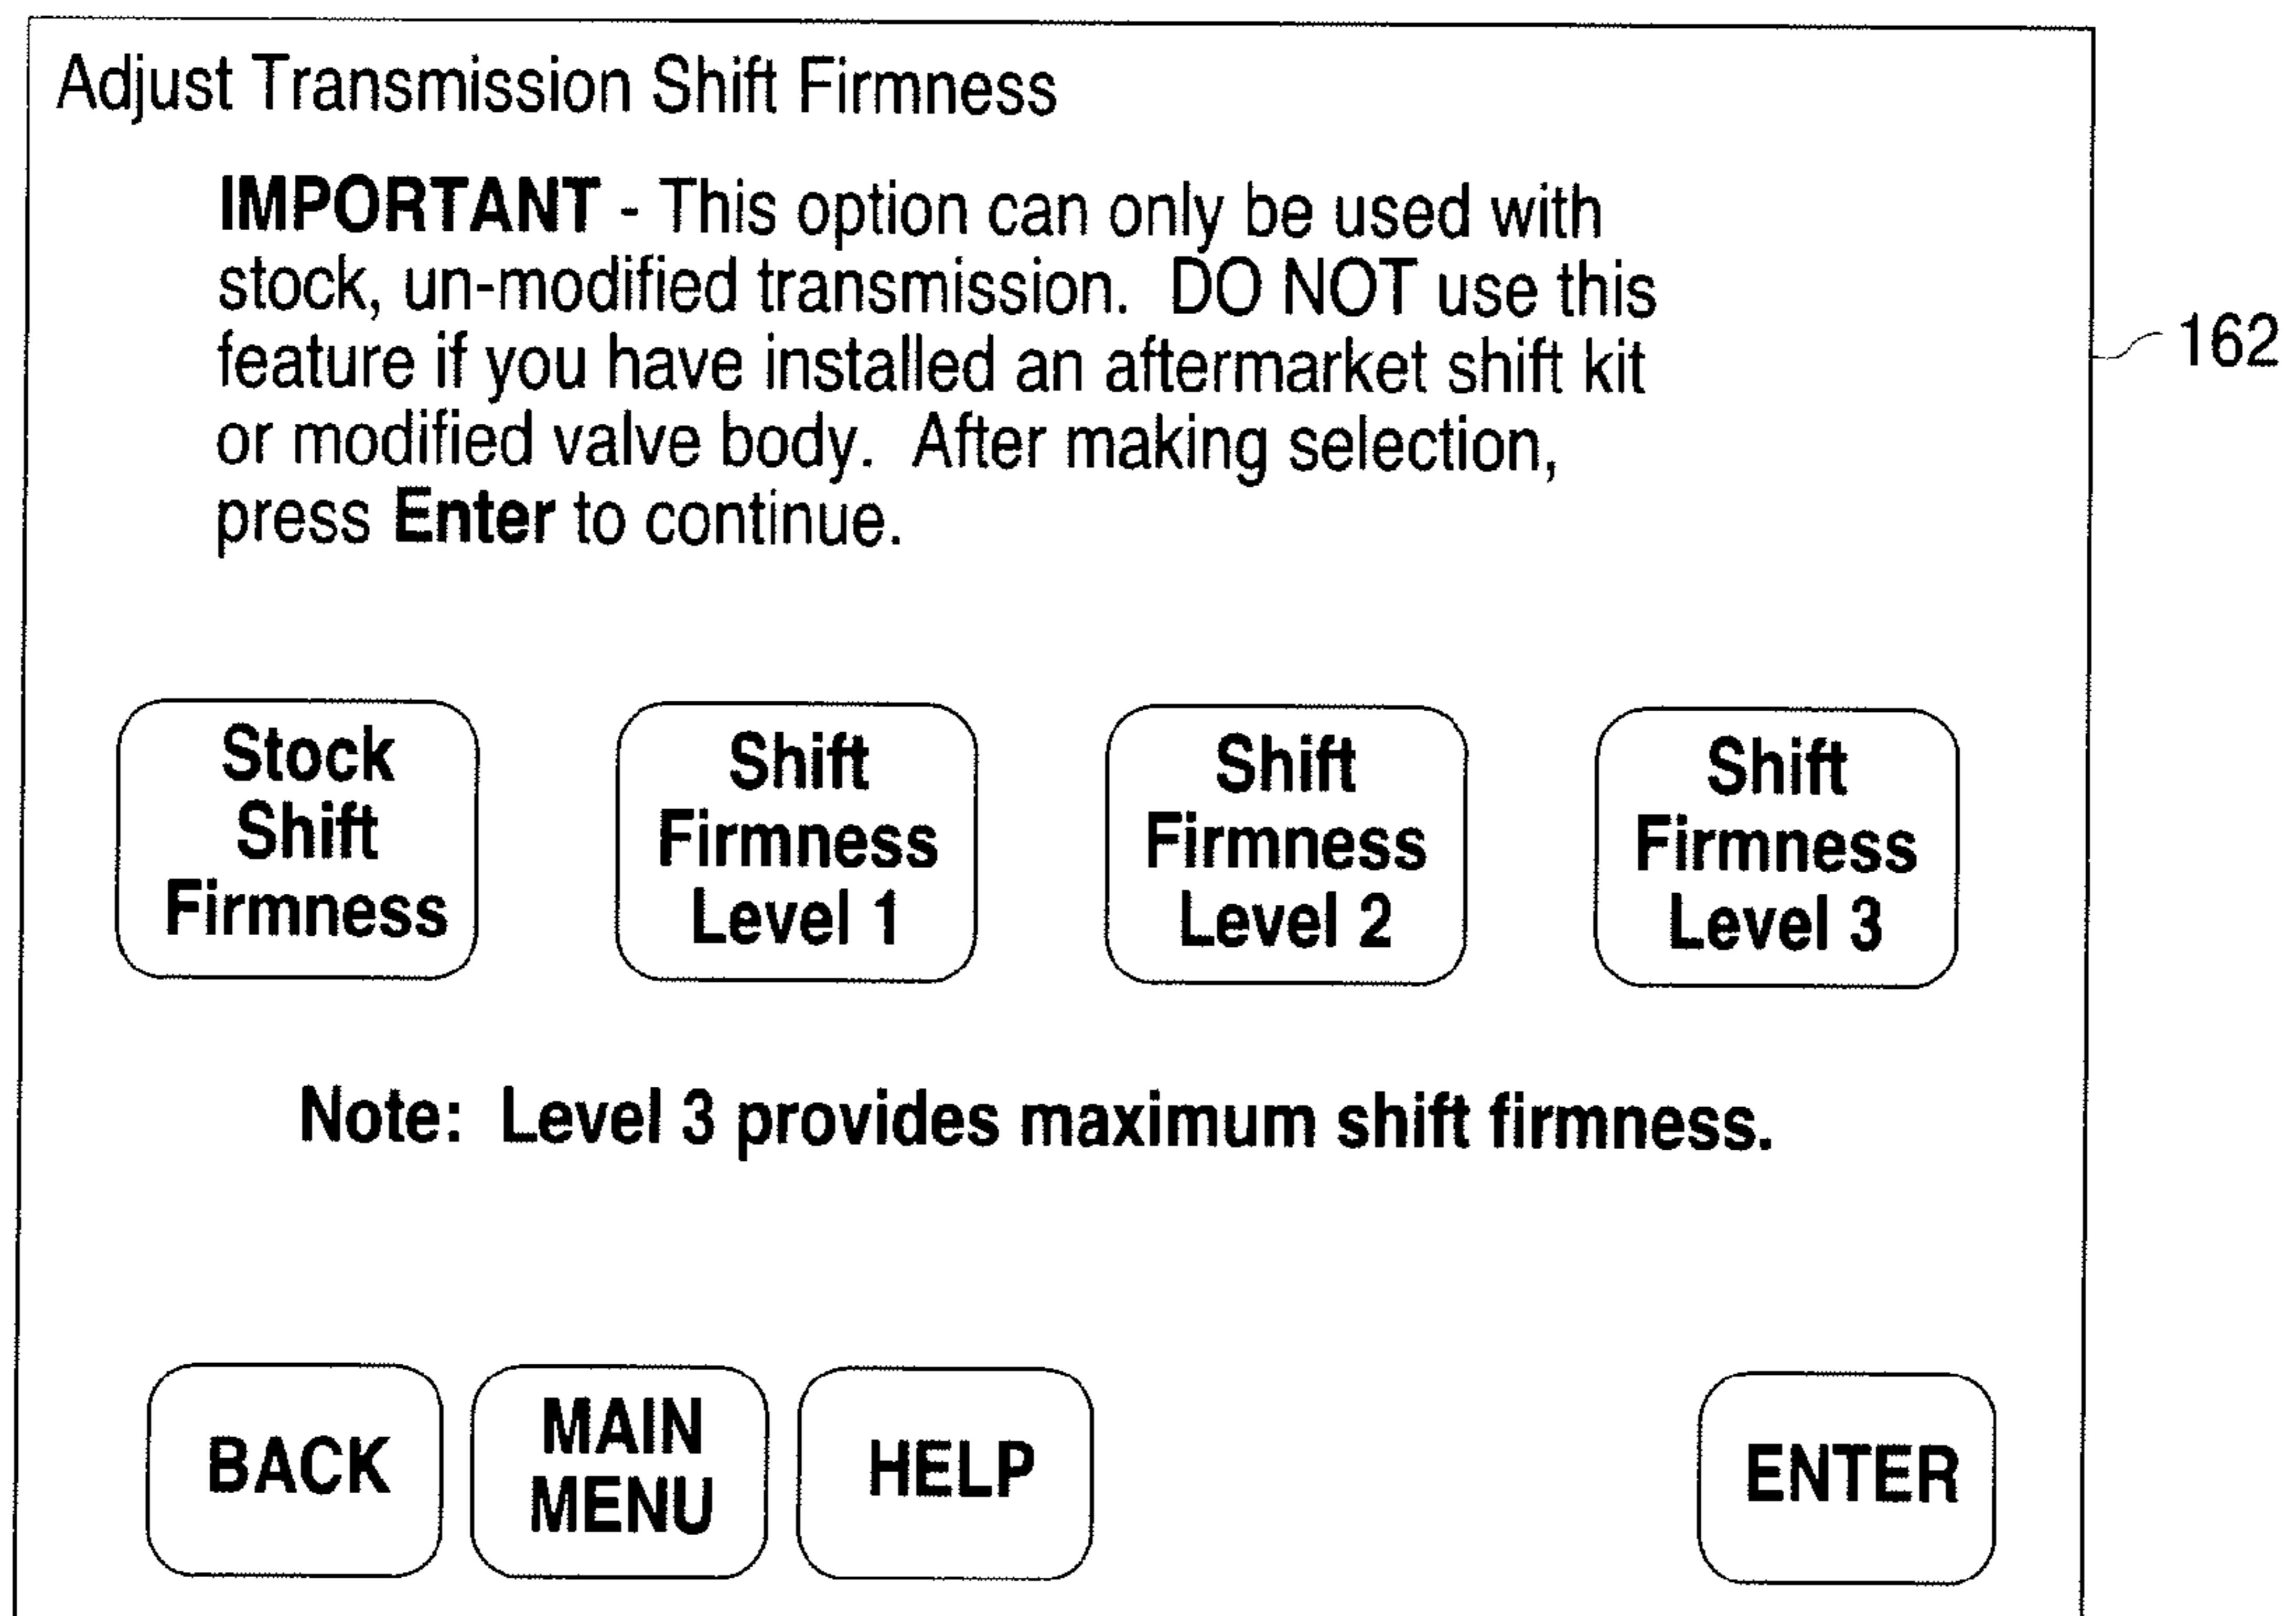 Adjust Transmission Shift Firmness
IMPORTANT - This option can only be used with
stock, un-modified transmission.  DO NOT use this
feature if you have installed an aftermarket shift kit
or modified valve body.  After making selection,
press Enter to continue.
162
Stock
Shift
Firmness
Shift
Firmness
Level 1
Shift
Firmness
Level 2
Shift
Firmness
Level 3
Note:  Level 3 provides maximum shift firmness.
BACK
MAIN
MENU
HELP
ENTER